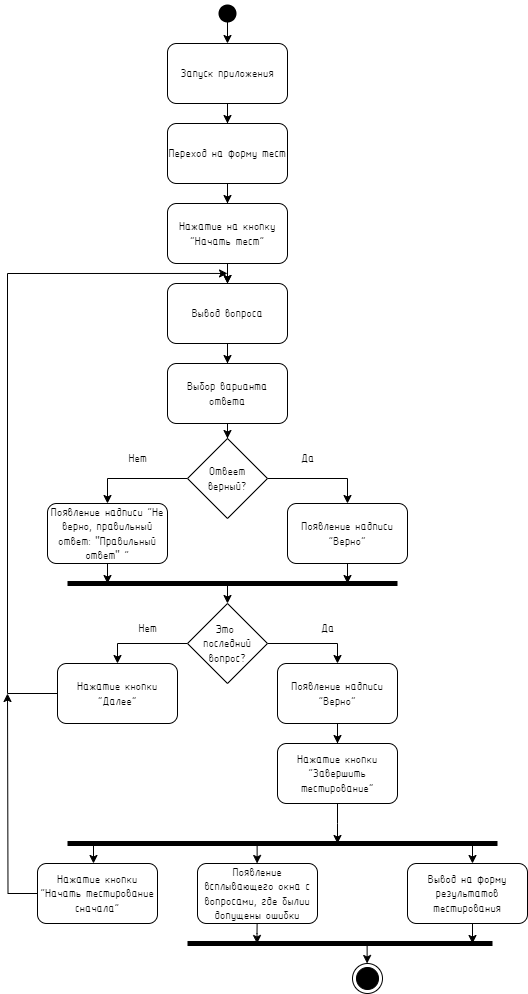 Запуск приложения
Переход на форму тест
Нажатие на кнопку
"Начать тест"
Вывод вопроса
Выбор варианта
ответа
Ответ
верный?
Нет
Да
Появление надписи "Не
верно, правильный
ответ: "Правильный
ответ" "
Появление надписи
"Верно"
Это
последний
вопрос?
Нет
Да
Нажатие кнопки
"Далее"
Появление надписи
"Верно"
Нажатие кнопки
"Завершить
тестирование"
Нажатие кнопки
"Начать тестирование
сначала"
Появление
всплывающего окна с
вопросами, где былии
допущены ошибки
Вывод на форму
результатов
тестирования